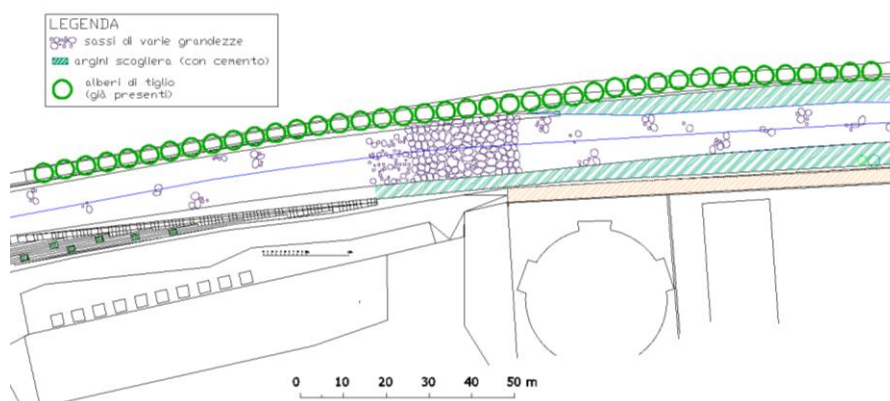 LEGENDA
sassi di varie grandezze
argini scogliera (con cemento)
alberi di tiglio
(già presenti)
0 10 20 30 40 50 m